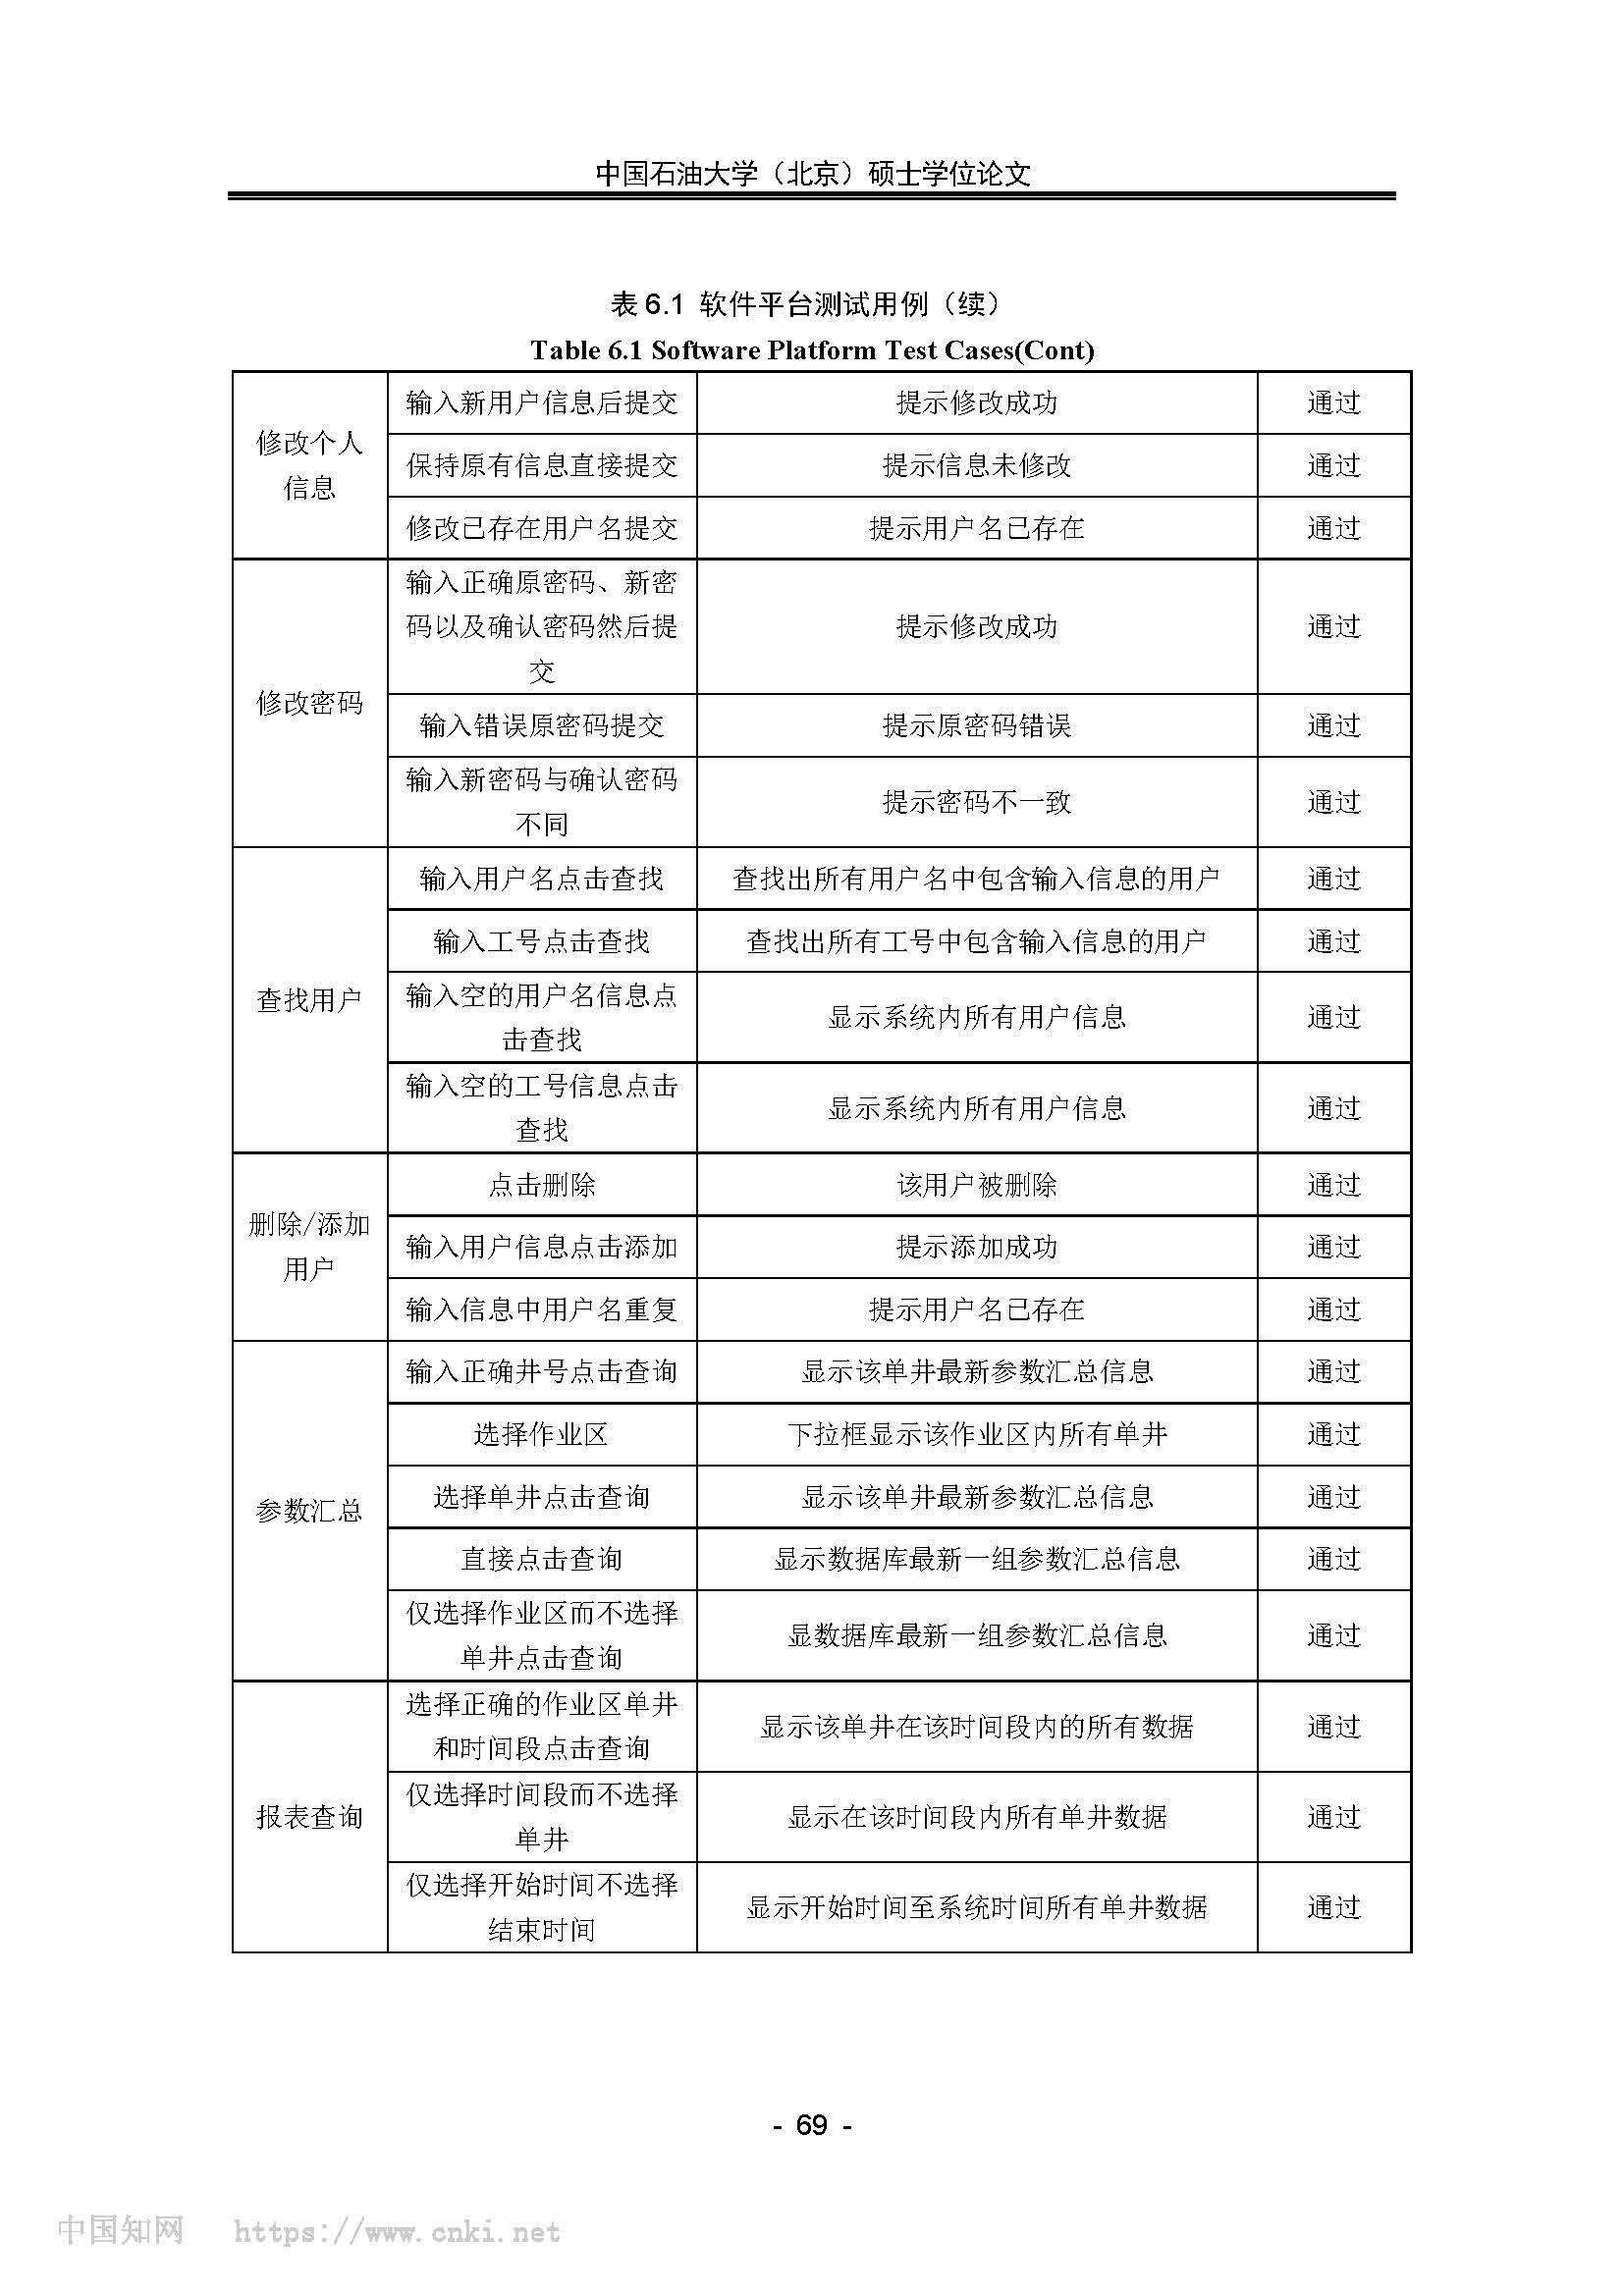 中国石油大学（北京）硕士学位论文
表 6.1 软件平台测试用例（续）
Table 6.1 Software Platform Test Cases(Cont)
修改个人
信息
输入新用户信息后提交
提示修改成功
通过
保持原有信息直接提交
提示信息未修改
通过
修改已存在用户名提交
提示用户名已存在
通过
修改密码
输入正确原密码、新密
码以及确认密码然后提
交
提示修改成功
通过
输入错误原密码提交
提示原密码错误
通过
输入新密码与确认密码
不同
提示密码不一致
通过
查找用户
输入用户名点击查找
查找出所有用户名中包含输入信息的用户
通过
输入工号点击查找
查找出所有工号中包含输入信息的用户
通过
输入空的用户名信息点
击查找
显示系统内所有用户信息
通过
输入空的工号信息点击
查找
显示系统内所有用户信息
通过
删除/添加
用户
点击删除
该用户被删除
通过
输入用户信息点击添加
提示添加成功
通过
输入信息中用户名重复
提示用户名已存在
通过
参数汇总
输入正确井号点击查询
显示该单井最新参数汇总信息
通过
选择作业区
下拉框显示该作业区内所有单井
通过
选择单井点击查询
显示该单井最新参数汇总信息
通过
直接点击查询
显示数据库最新一组参数汇总信息
通过
仅选择作业区而不选择
单井点击查询
显数据库最新一组参数汇总信息
通过
报表查询
选择正确的作业区单井
和时间段点击查询
显示该单井在该时间段内的所有数据
通过
仅选择时间段而不选择
单井
显示在该时间段内所有单井数据
通过
仅选择开始时间不选择
结束时间
显示开始时间至系统时间所有单井数据
通过
- 69 -
中国知网 https://www.cnki.net